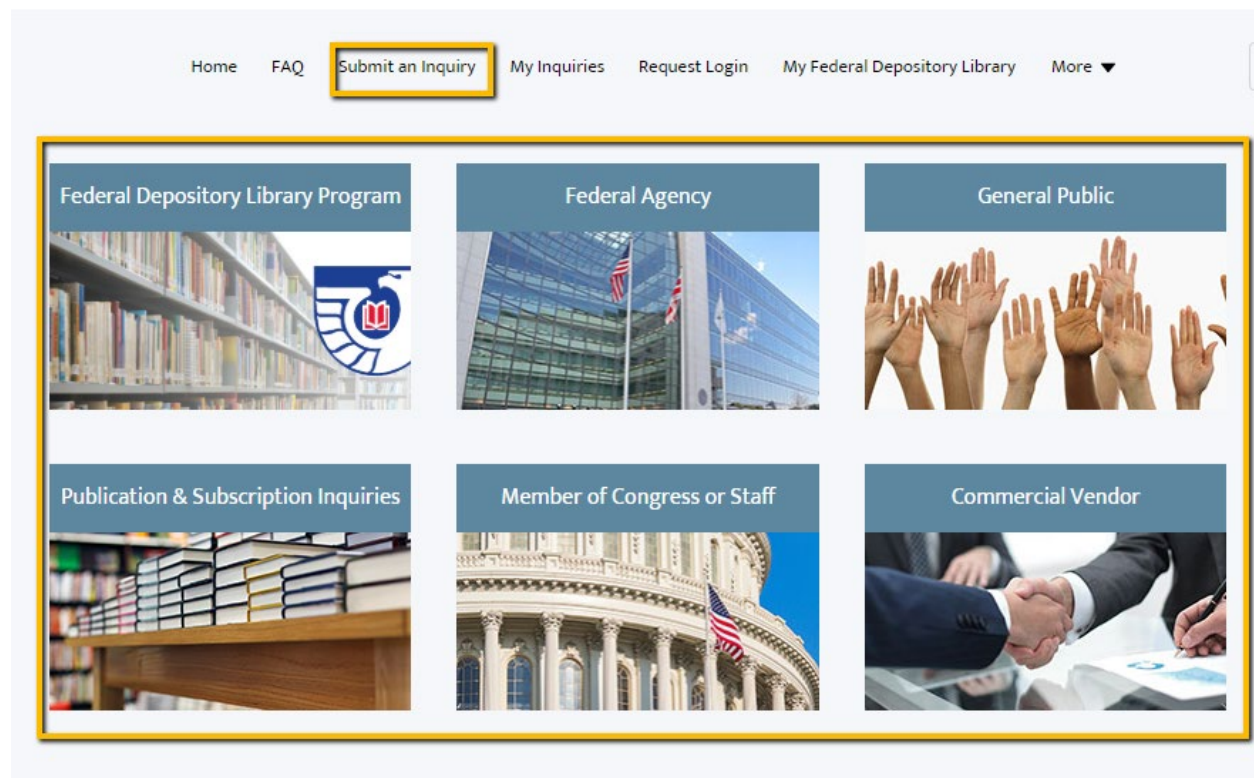 Home FAQ Submit an Inquiry My Inquiries Request Login My Federal Depository Library More ▼
Federal Depository Library Program
Federal Agency
General Public
Publication & Subscription Inquiries
Member of Congress or Staff
Commercial Vendor